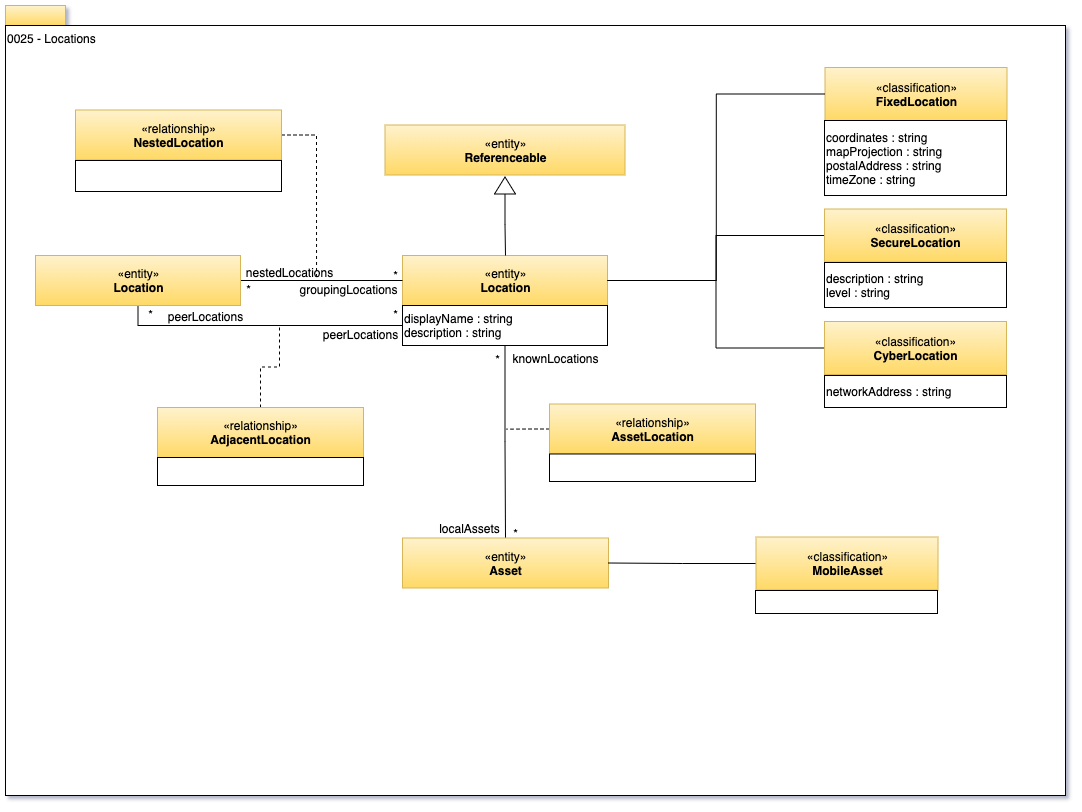 0025 - Locations
«relationship»
NestedLocation
«entity»
Referenceable
«classification»
FixedLocation
coordinates : string
mapProjection : string
postalAddress : string
timeZone : string
«classification»
SecureLocation
description : string
level : string
«entity»
Location
nestedLocations
*
*
groupingLocations
«entity»
Location
displayName : string
description : string
*
peerLocations
*
peerLocations
«classification»
CyberLocation
networkAddress : string
*
knownLocations
«relationship»
AdjacentLocation
«relationship»
AssetLocation
localAssets
*
«entity»
Asset
«classification»
MobileAsset